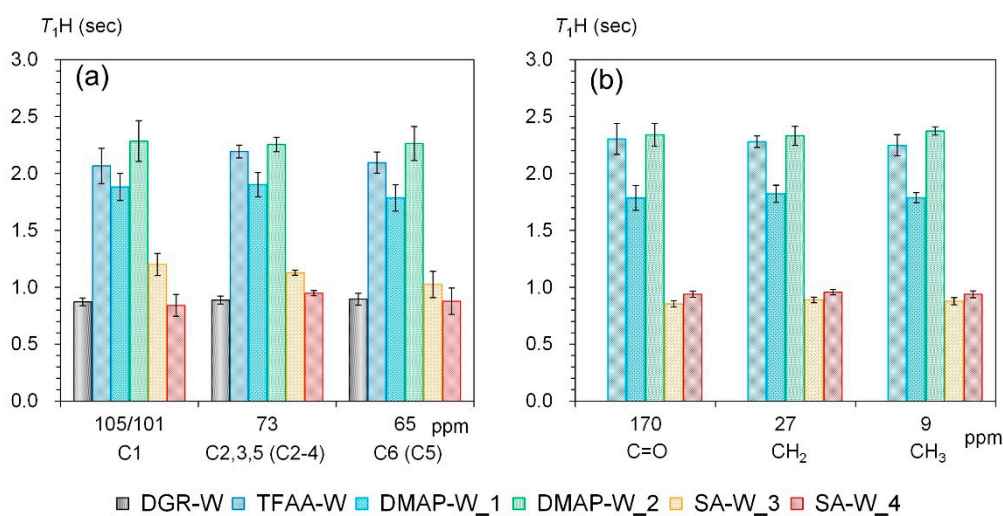 T₁H (sec)
3.0
2.5
2.0
1.5
1.0
0.5
0.0
(a)
105/101 73 65 ppm
C1 C2,3,5 (C2-4) C6 (C5)
T₁H (sec)
3.0
2.5
2.0
1.5
1.0
0.5
0.0
(b)
170 27 9 ppm
C=O CH₂ CH₃
DGR-W TFAA-W DMAP-W_1 DMAP-W_2 SA-W_3 SA-W_4